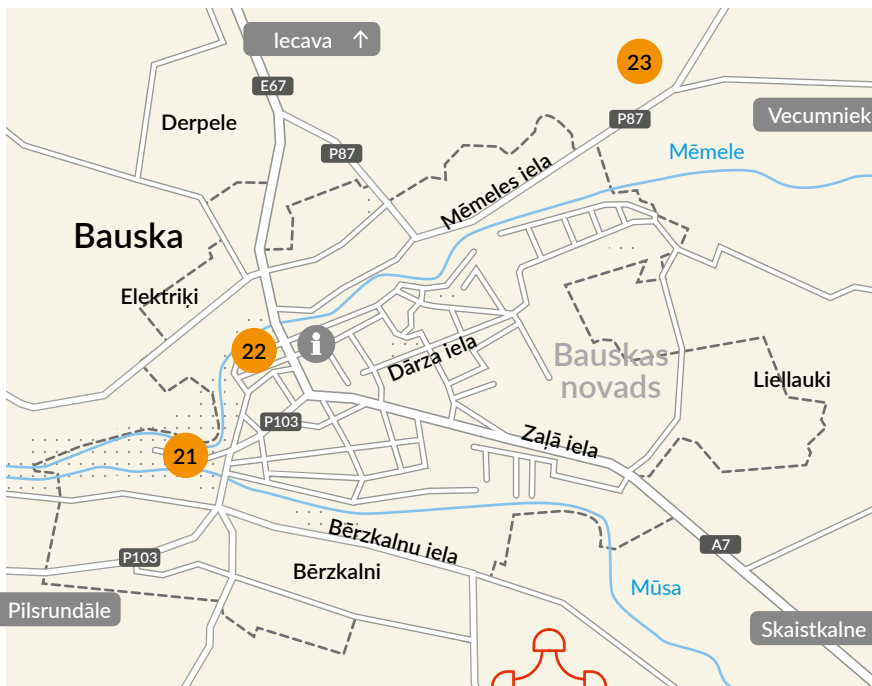 Iecava ↑
23
E67
Vecumniek
P87
Derpele
P87
Mēmele
Mēmeles iela
Bauska
Elektriķi
22
i
Dārza iela
Bauskas
novads
Liellauki
P103
21
Zaļā iela
Bērzkalnu iela
A7
P103
Bērzkalni
Mūsa
Pilsrundāle
Skaistkalne